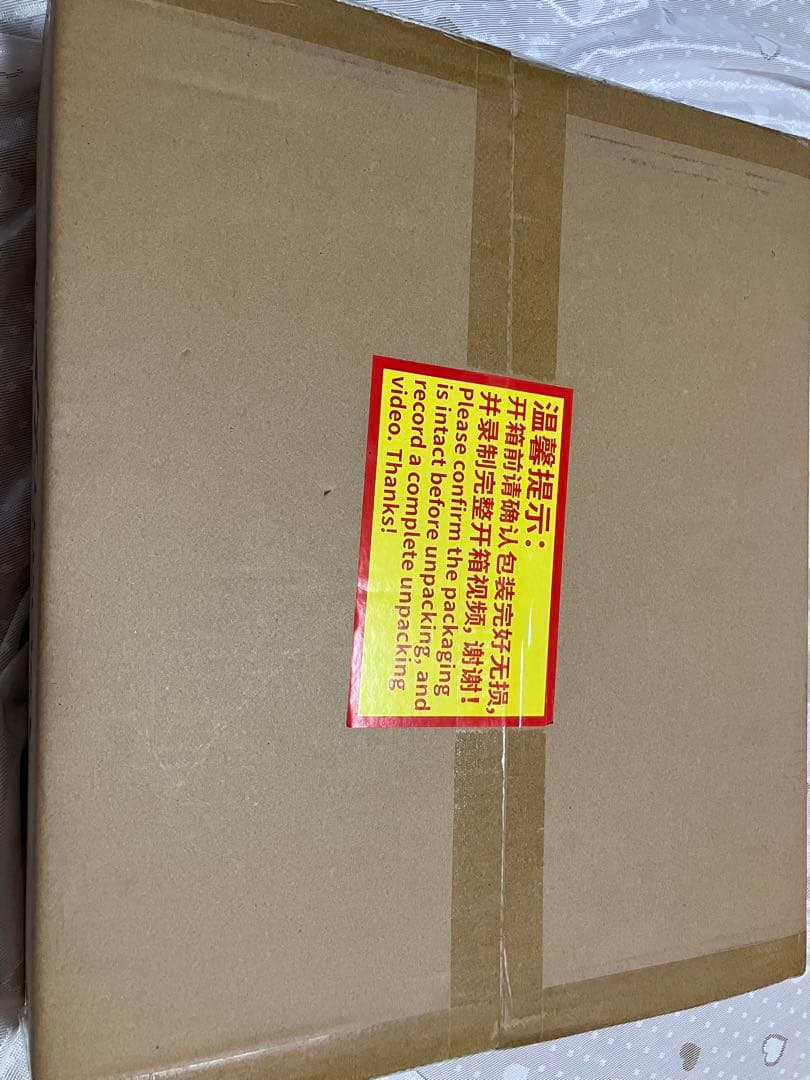 温馨提示：
开箱前请确认包装完好无损，
并录制完整开箱视频，谢谢！
Please confirm the packaging
is intact before unpacking, and
record a complete unpacking
video. Thanks!